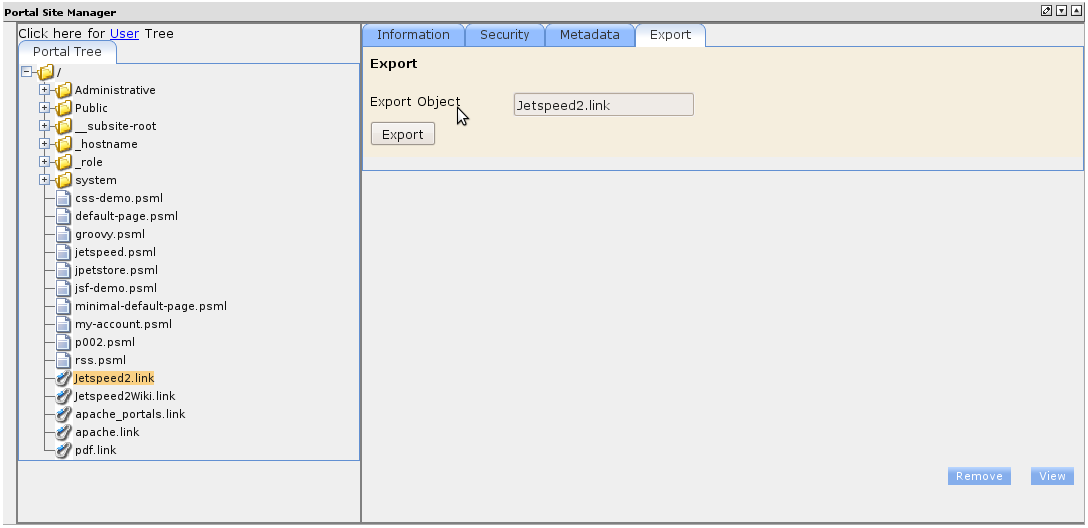 Portal Site Manager
Click here for User Tree
Portal Tree
/
Administrative
Public
__subsite-root
_hostname
_role
system
css-demo.psml
default-page.psml
groovy.psml
jetspeed.psml
jpetstore.psml
jsf-demo.psml
minimal-default-page.psml
my-account.psml
p002.psml
rss.psml
Jetspeed2.link
Jetspeed2Wiki.link
apache_portals.link
apache.link
pdf.link
Information Security Metadata Export
Export
Export Object Jetspeed2.link
Export
Remove View